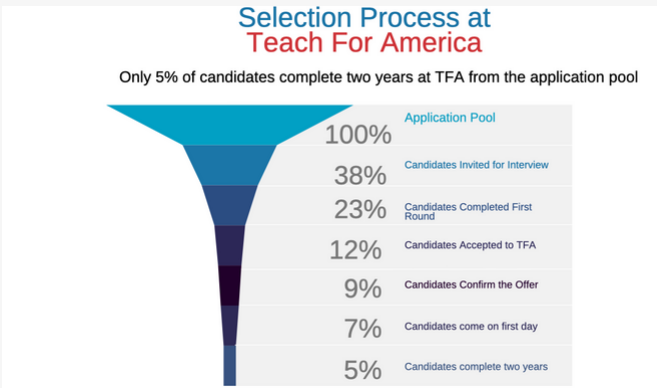 Selection Process at
Teach For America
Only 5% of candidates complete two years at TFA from the application pool
100%
Application Pool
38%
Candidates Invited for Interview
23%
Candidates Completed First
Round
12%
Candidates Accepted to TFA
9%
Candidates Confirm the Offer
7%
Candidates come on first day
5%
Candidates complete two years